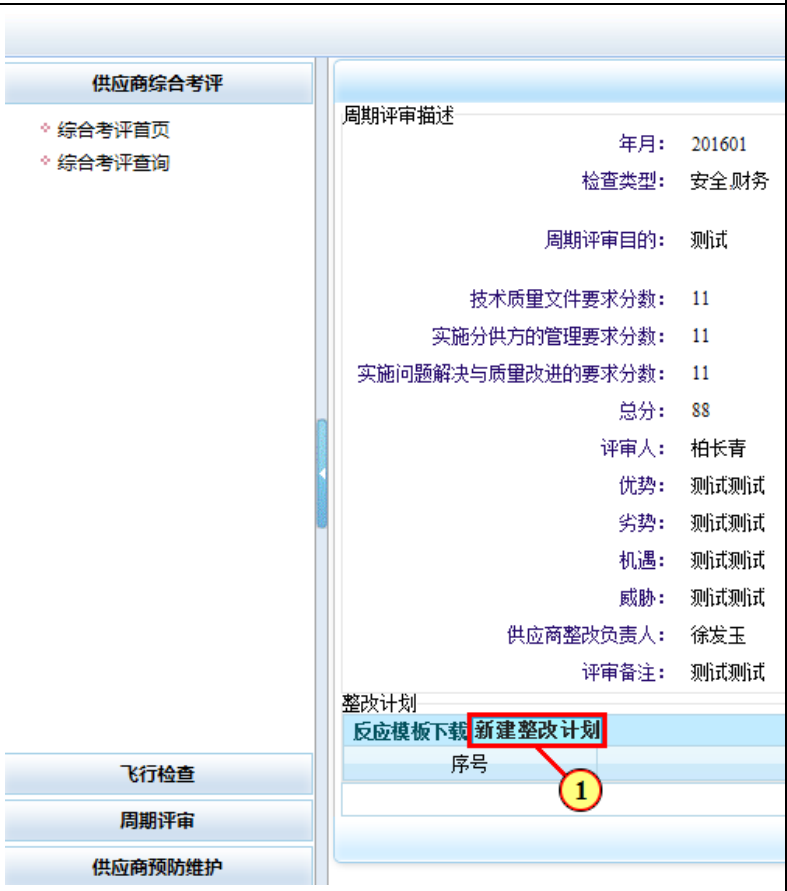 供应商综合考评
综合考评首页
综合考评查询
飞行检查
周期评审
供应商预防维护
周期评审描述
年月： 201601
检查类型： 安全,财务
周期评审目的： 测试
技术质量文件要求分数： 11
实施分供方的管理要求分数： 11
实施问题解决与质量改进的要求分数： 11
总分： 88
评审人： 柏长青
优势： 测试测试
劣势： 测试测试
机遇： 测试测试
威胁： 测试测试
供应商整改负责人： 徐发玉
评审备注： 测试测试
整改计划
反应模板下载 新建整改计划
序号
1